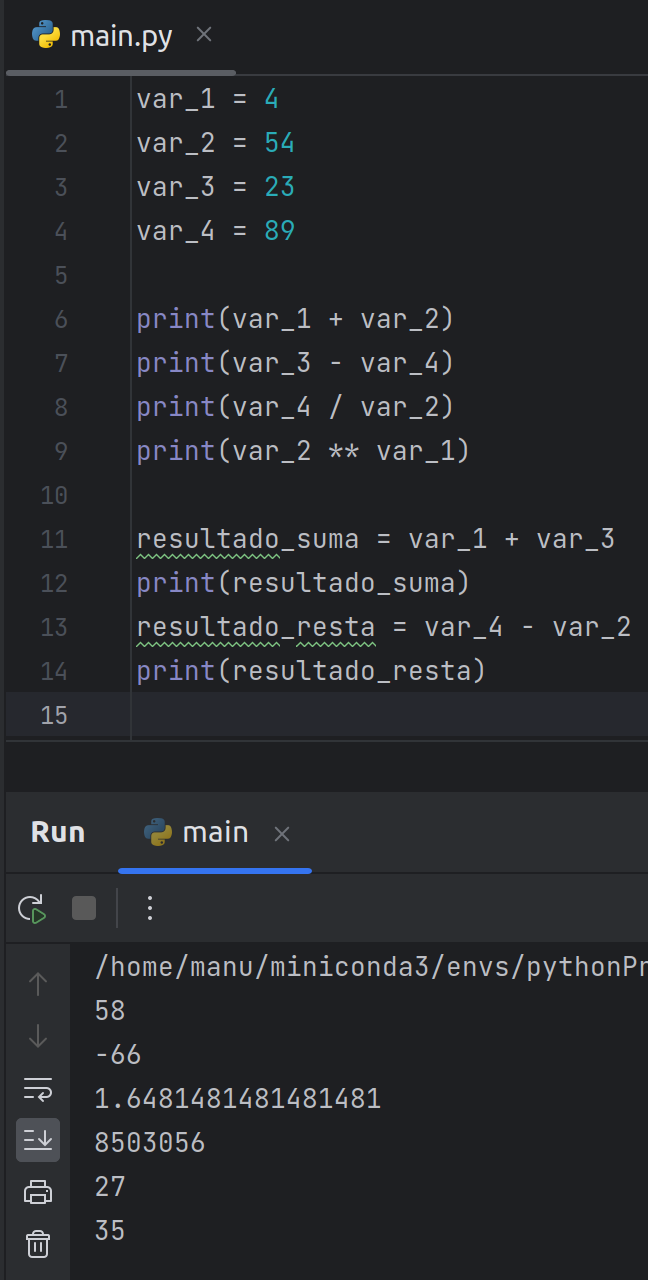 main.py
1 var_1 = 4
2 var_2 = 54
3 var_3 = 23
4 var_4 = 89
5
6 print(var_1 + var_2)
7 print(var_3 - var_4)
8 print(var_4 / var_2)
9 print(var_2 ** var_1)
10
11 resultado_suma = var_1 + var_3
12 print(resultado_suma)
13 resultado_resta = var_4 - var_2
14 print(resultado_resta)
15
Run main
/home/manu/miniconda3/envs/pythonPr
58
-66
1.6481481481481481
8503056
27
35